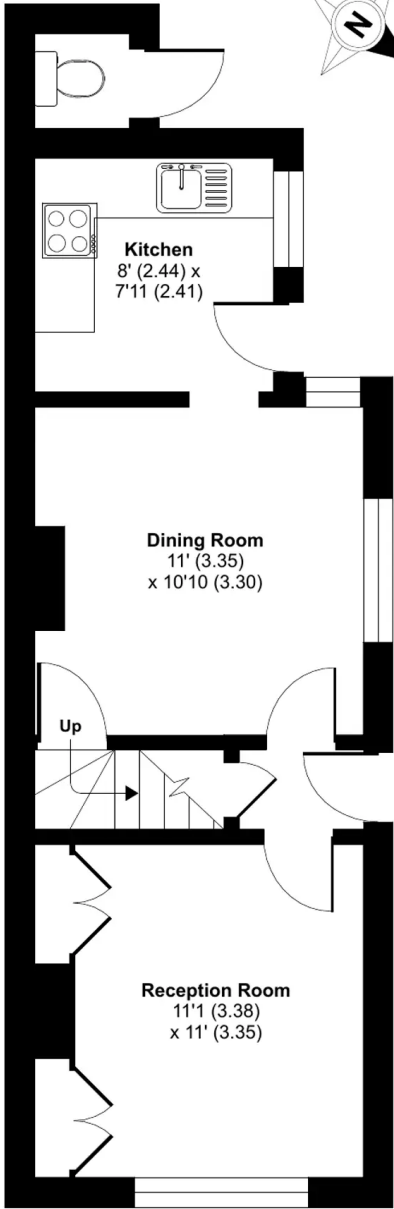 N
Kitchen
8' (2.44) x
7'11 (2.41)
Dining Room
11' (3.35)
x 10'10 (3.30)
Up
Reception Room
11'1 (3.38)
x 11' (3.35)